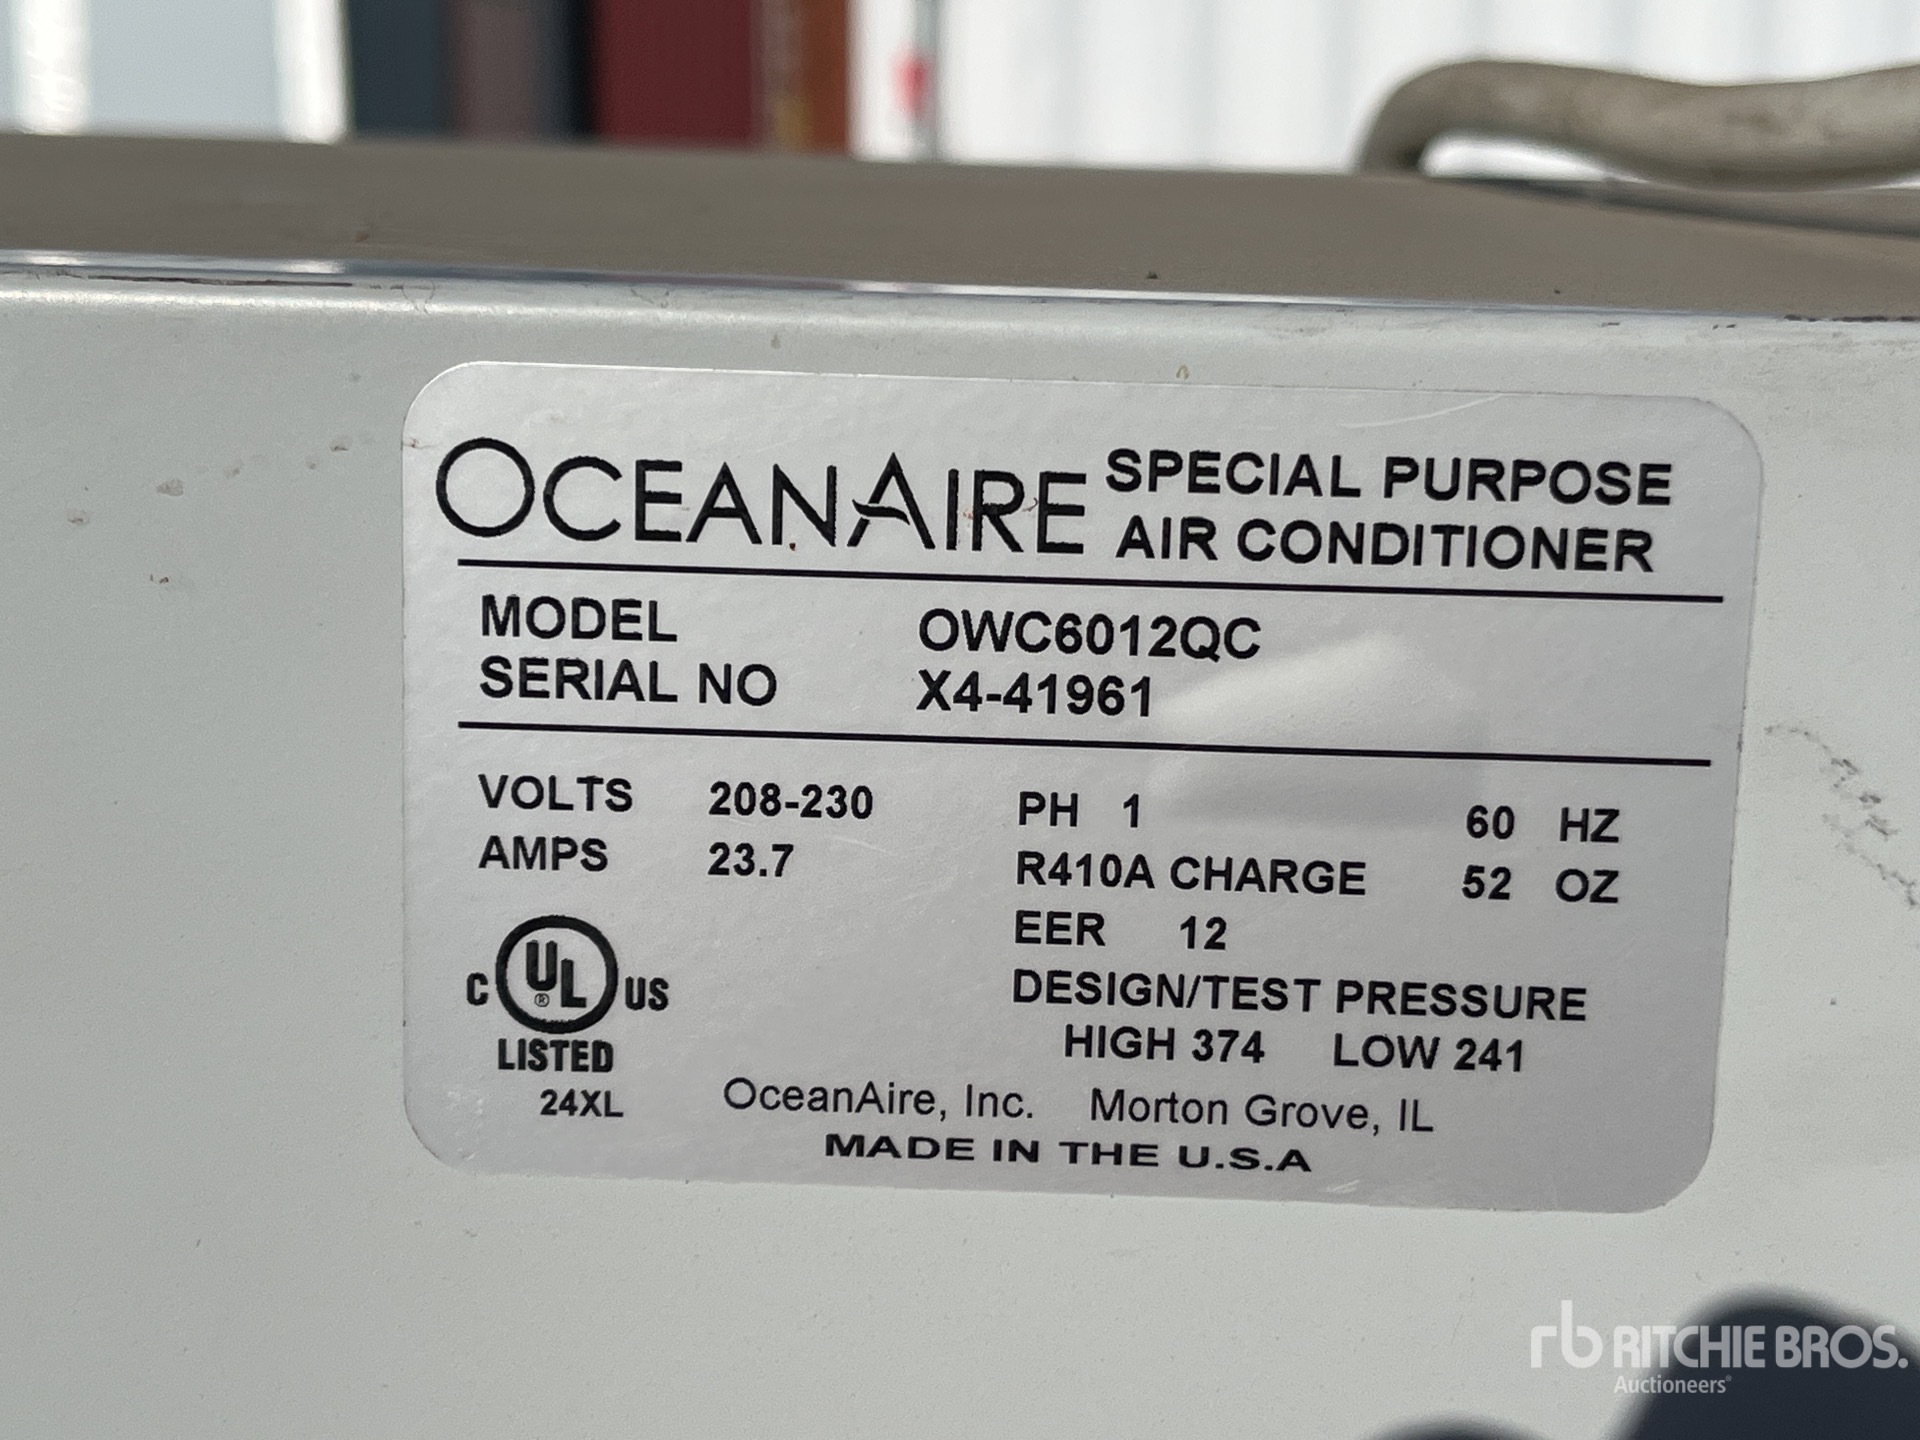 OCEANAIRE SPECIAL PURPOSE
AIR CONDITIONER
MODEL OWC6012QC
SERIAL NO X4-41961
VOLTS 208-230 PH 1 60 HZ
AMPS 23.7 R410A CHARGE 52 OZ
EER 12
DESIGN/TEST PRESSURE
HIGH 374 LOW 241
C UL ® US
LISTED
24XL
OceanAire, Inc. Morton Grove, IL
MADE IN THE U.S.A
rb RITCHIE BROS.
Auctioneers®